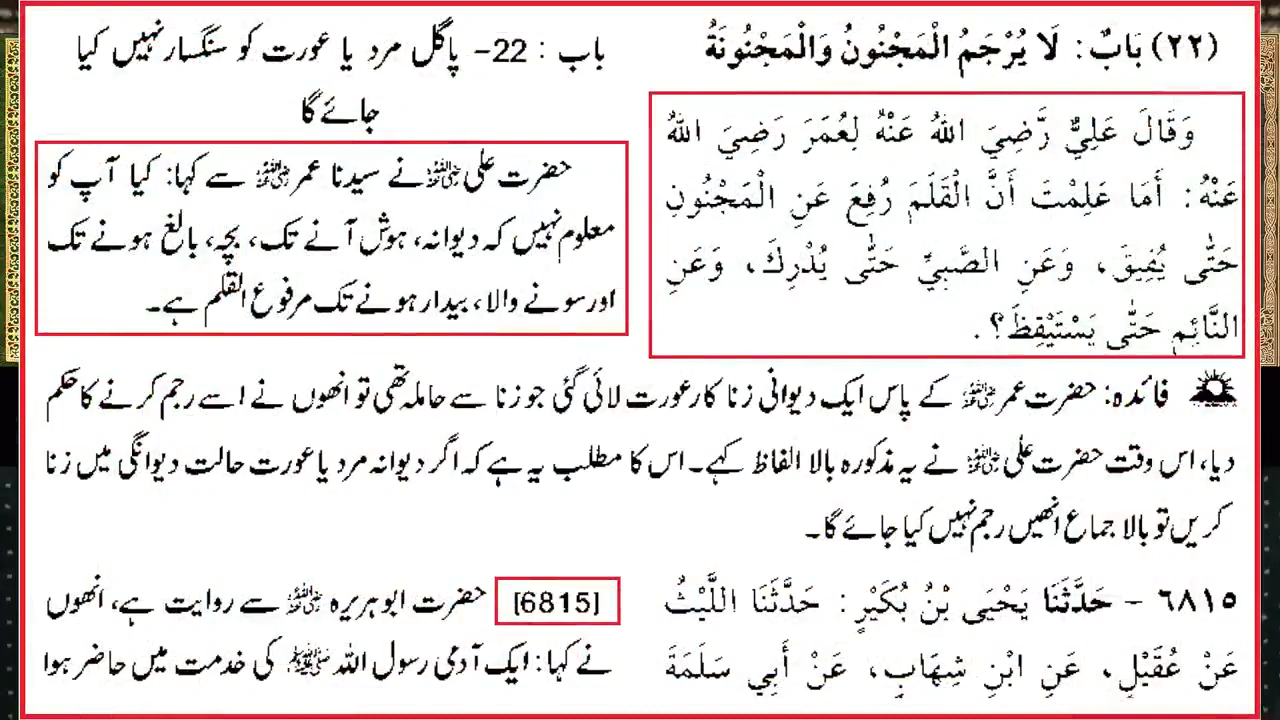 (٢٢) بَابٌ: لَا يُرْجَمُ الْمَجْنُونُ وَالْمَجْنُونَةُ
وَقَالَ عَلِيٌّ رَّضِيَ اللهُ عَنْهُ لِعُمَرَ رَضِيَ اللهُ
عَنْهُ: أَمَا عَلِمْتَ أَنَّ الْقَلَمَ رُفِعَ عَنِ الْمَجْنُونِ
حَتّٰى يُفِيقَ، وَعَنِ الصَّبِيِّ حَتّٰى يُدْرِكَ، وَعَنِ
النَّائِمِ حَتّٰى يَسْتَيْقِظَ؟.
باب : 22- پاگل مرد یا عورت کو سنگسار نہیں کیا
جائے گا
حضرت علی ؓ نے سیدنا عمر ؓ سے کہا: کیا آپ کو
معلوم نہیں کہ دیوانہ، ہوش آنے تک، بچہ، بالغ ہونے تک
اور سونے والا، بیدار ہونے تک مرفوع القلم ہے۔
فائدہ: حضرت عمر ؓ کے پاس ایک دیوانی زنا کار عورت لائی گئی جو زنا سے حاملہ تھی تو انھوں نے اسے رجم کرنے کا حکم
دیا، اس وقت حضرت علی ؓ نے یہ مذکورہ بالا الفاظ کہے۔ اس کا مطلب یہ ہے کہ اگر دیوانہ مرد یا عورت حالت دیوانگی میں زنا
کریں تو بالا جماع انھیں رجم نہیں کیا جائے گا۔
٦٨١٥ - حَدَّثَنَا يَحْيَى بْنُ بُكَيْرٍ: حَدَّثَنَا اللَّيْثُ
عَنْ عُقَيْلٍ، عَنِ ابْنِ شِهَابٍ، عَنْ أَبِي سَلَمَةَ
[6815] حضرت ابو ہریرہ ؓ سے روایت ہے، انھوں
نے کہا: ایک آدمی رسول اللہ ﷺ کی خدمت میں حاضر ہوا